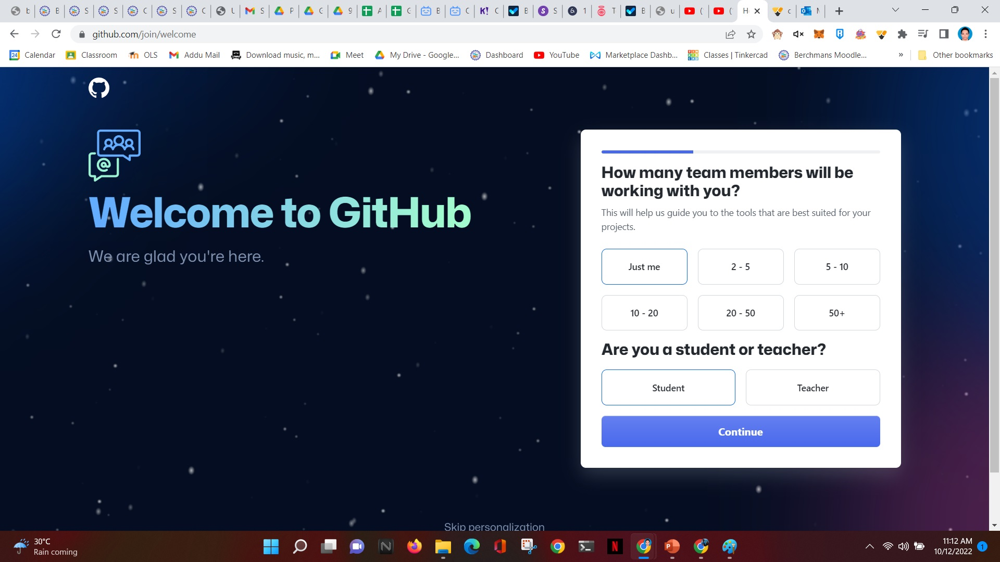 b B S S C S C U S P C 9 A C B C K! C B S 1 T B u ( ( H c N
github.com/join/welcome
24 Calendar Classroom OLS Addu Mail Download music, m... Meet My Drive - Google... Dashboard YouTube Marketplace Dashb... Classes | Tinkercad Berchmans Moodle... » Other bookmarks
Welcome to GitHub
We are glad you're here.
How many team members will be
working with you?
This will help us guide you to the tools that are best suited for your
projects.
Just me 2 - 5 5 - 10
10 - 20 20 - 50 50+
Are you a student or teacher?
Student Teacher
Continue
Skip personalization
30°C
Rain coming
11:12 AM
10/12/2022
1